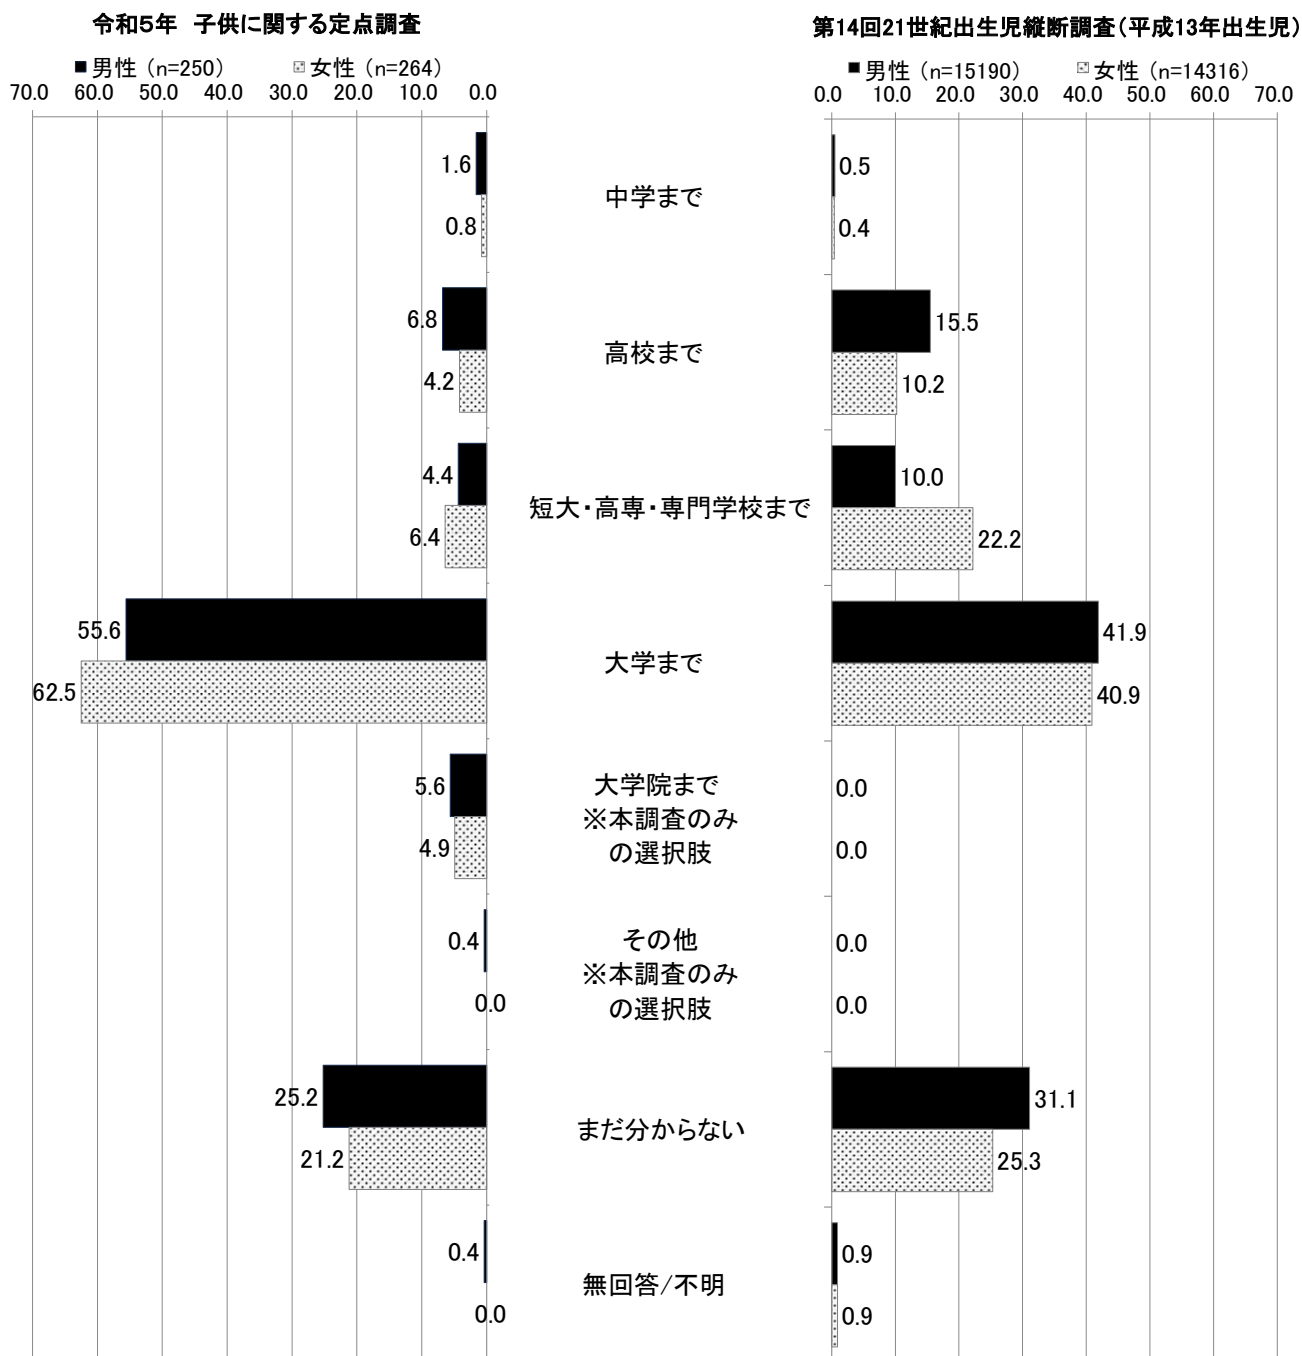 令和5年 子供に関する定点調査
■男性 (n=250) 女性 (n=264)
70.0 60.0 50.0 40.0 30.0 20.0 10.0 0.0
第14回21世紀出生児縦断調査(平成13年出生児)
■男性 (n=15190) 女性 (n=14316)
0.0 10.0 20.0 30.0 40.0 50.0 60.0 70.0
1.6
0.8
中学まで
0.5
0.4
6.8
4.2
高校まで
15.5
10.2
4.4
6.4
短大・高専・専門学校まで
10.0
22.2
55.6
62.5
大学まで
41.9
40.9
5.6
4.9
大学院まで
※本調査のみ
の選択肢
0.0
0.0
0.4
0.0
その他
※本調査のみ
の選択肢
0.0
0.0
25.2
21.2
まだ分からない
31.1
25.3
0.4
0.0
無回答/不明
0.9
0.9